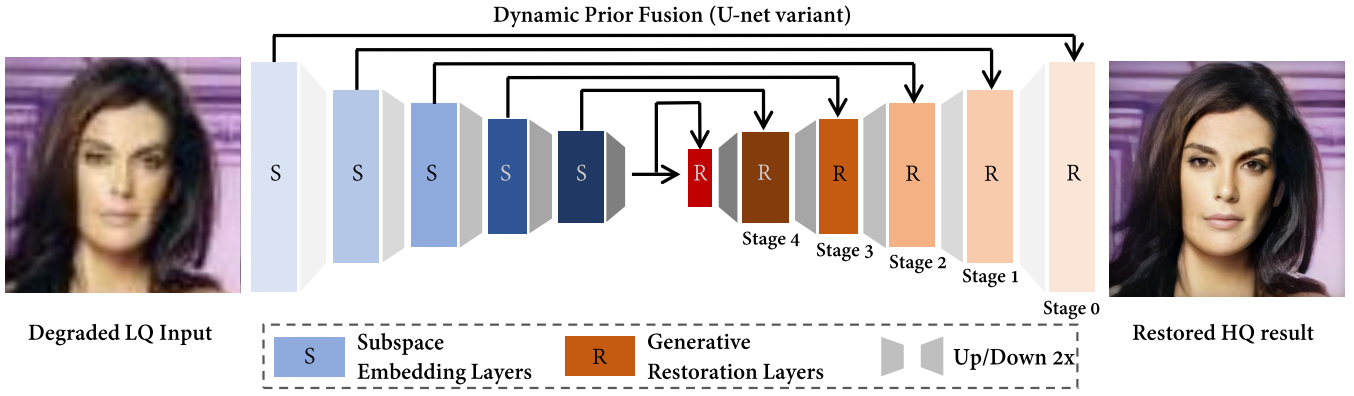 Dynamic Prior Fusion (U-net variant)
S
S
S
S
S
R
R
R
R
R
R
Stage 4
Stage 3
Stage 2
Stage 1
Stage 0
Degraded LQ Input
Restored HQ result
S
Subspace
Embedding Layers
R
Generative
Restoration Layers
Up/Down 2x